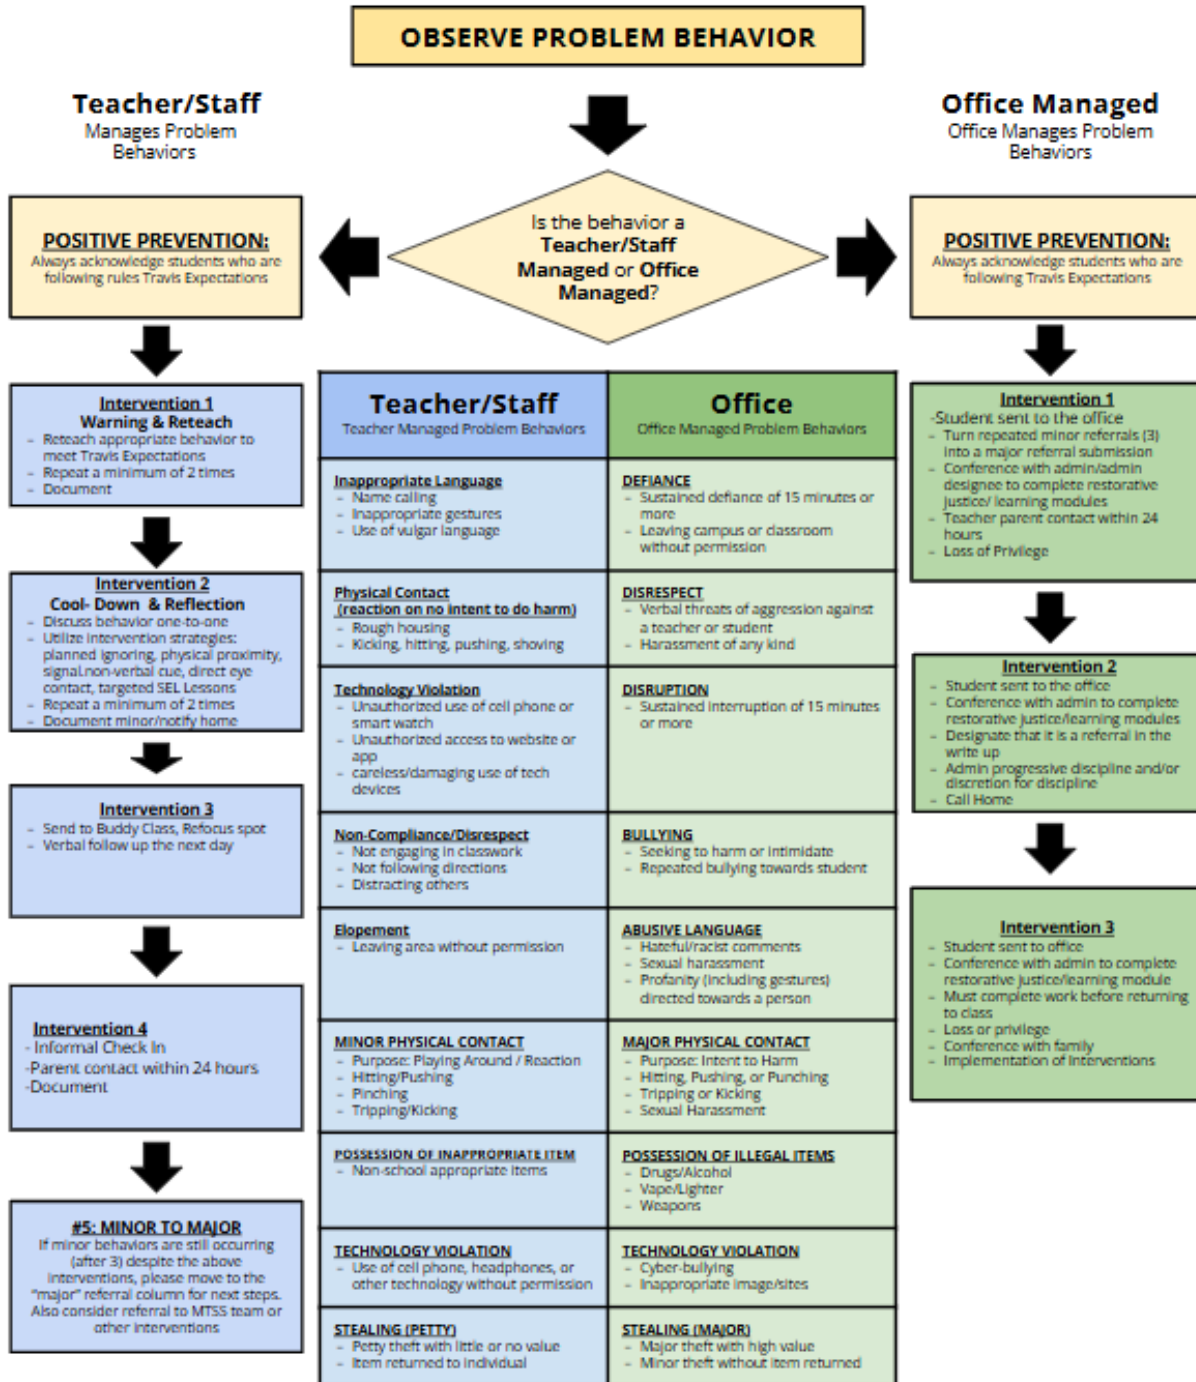 OBSERVE PROBLEM BEHAVIOR
Teacher/Staff
Manages Problem
Behaviors
Office Managed
Office Manages Problem
Behaviors
Is the behavior a
Teacher/Staff
Managed or Office
Managed?
POSITIVE PREVENTION:
Always acknowledge students who are
following rules Travis Expectations
Intervention 1
Warning & Reteach
- Reteach appropriate behavior to
meet Travis Expectations
- Repeat a minimum of 2 times
- Document
Intervention 2
Cool- Down & Reflection
- Discuss behavior one-to-one
- Utilize intervention strategies:
planned ignoring, physical proximity,
signal.non-verbal cue, direct eye
contact, targeted SEL Lessons
- Repeat a minimum of 2 times
- Document minor/notify home
Intervention 3
- Send to Buddy Class, Refocus spot
- Verbal follow up the next day
Intervention 4
- Informal Check In
-Parent contact within 24 hours
-Document
#5: MINOR TO MAJOR
If minor behaviors are still occurring
(after 3) despite the above
interventions, please move to the
"major" referral column for next steps.
Also consider referral to MTSS team or
other interventions
Teacher/Staff
Teacher Managed Problem Behaviors
Office
Office Managed Problem Behaviors
Inappropriate Language
- Name calling
- Inappropriate gestures
- Use of vulgar language
DEFIANCE
- Sustained defiance of 15 minutes or
more
- Leaving campus or classroom
without permission
Physical Contact
(reaction on no intent to do harm)
- Rough housing
- Kicking, hitting, pushing, shoving
DISRESPECT
- Verbal threats of aggression against
a teacher or student
- Harassment of any kind
Technology Violation
- Unauthorized use of cell phone or
smart watch
- Unauthorized access to website or
app
- careless/damaging use of tech
devices
DISRUPTION
- Sustained interruption of 15 minutes
or more
Non-Compliance/Disrespect
- Not engaging in classwork
- Not following directions
- Distracting others
BULLYING
- Seeking to harm or intimidate
- Repeated bullying towards student
Elopement
- Leaving area without permission
ABUSIVE LANGUAGE
- Hateful/racist comments
- Sexual harassment
- Profanity (including gestures)
directed towards a person
MINOR PHYSICAL CONTACT
- Purpose: Playing Around / Reaction
- Hitting/Pushing
- Pinching
- Tripping/Kicking
MAJOR PHYSICAL CONTACT
- Purpose: Intent to Harm
- Hitting, Pushing, or Punching
- Tripping or Kicking
- Sexual Harassment
POSSESSION OF INAPPROPRIATE ITEM
- Non-school appropriate items
POSSESSION OF ILLEGAL ITEMS
- Drugs/Alcohol
- Vape/Lighter
- Weapons
TECHNOLOGY VIOLATION
- Use of cell phone, headphones, or
other technology without permission
TECHNOLOGY VIOLATION
- Cyber-bullying
- Inappropriate image/sites
STEALING (PETTY)
- Petty theft with little or no value
- Item returned to individual
STEALING (MAJOR)
- Major theft with high value
- Minor theft without item returned
POSITIVE PREVENTION:
Always acknowledge students who are
following Travis Expectations
Intervention 1
-Student sent to the office
- Turn repeated minor referrals (3)
into a major referral submission
- Conference with admin/admin
designee to complete restorative
justice/ learning modules
- Teacher parent contact within 24
hours
- Loss of Privilege
Intervention 2
- Student sent to the office
- Conference with admin to complete
restorative justice/learning modules
- Designate that it is a referral in the
write up
- Admin progressive discipline and/or
discretion for discipline
- Call Home
Intervention 3
- Student sent to office
- Conference with admin to complete
restorative justice/learning module
- Must complete work before returning
to class
- Loss or privilege
- Conference with family
- Implementation of Interventions